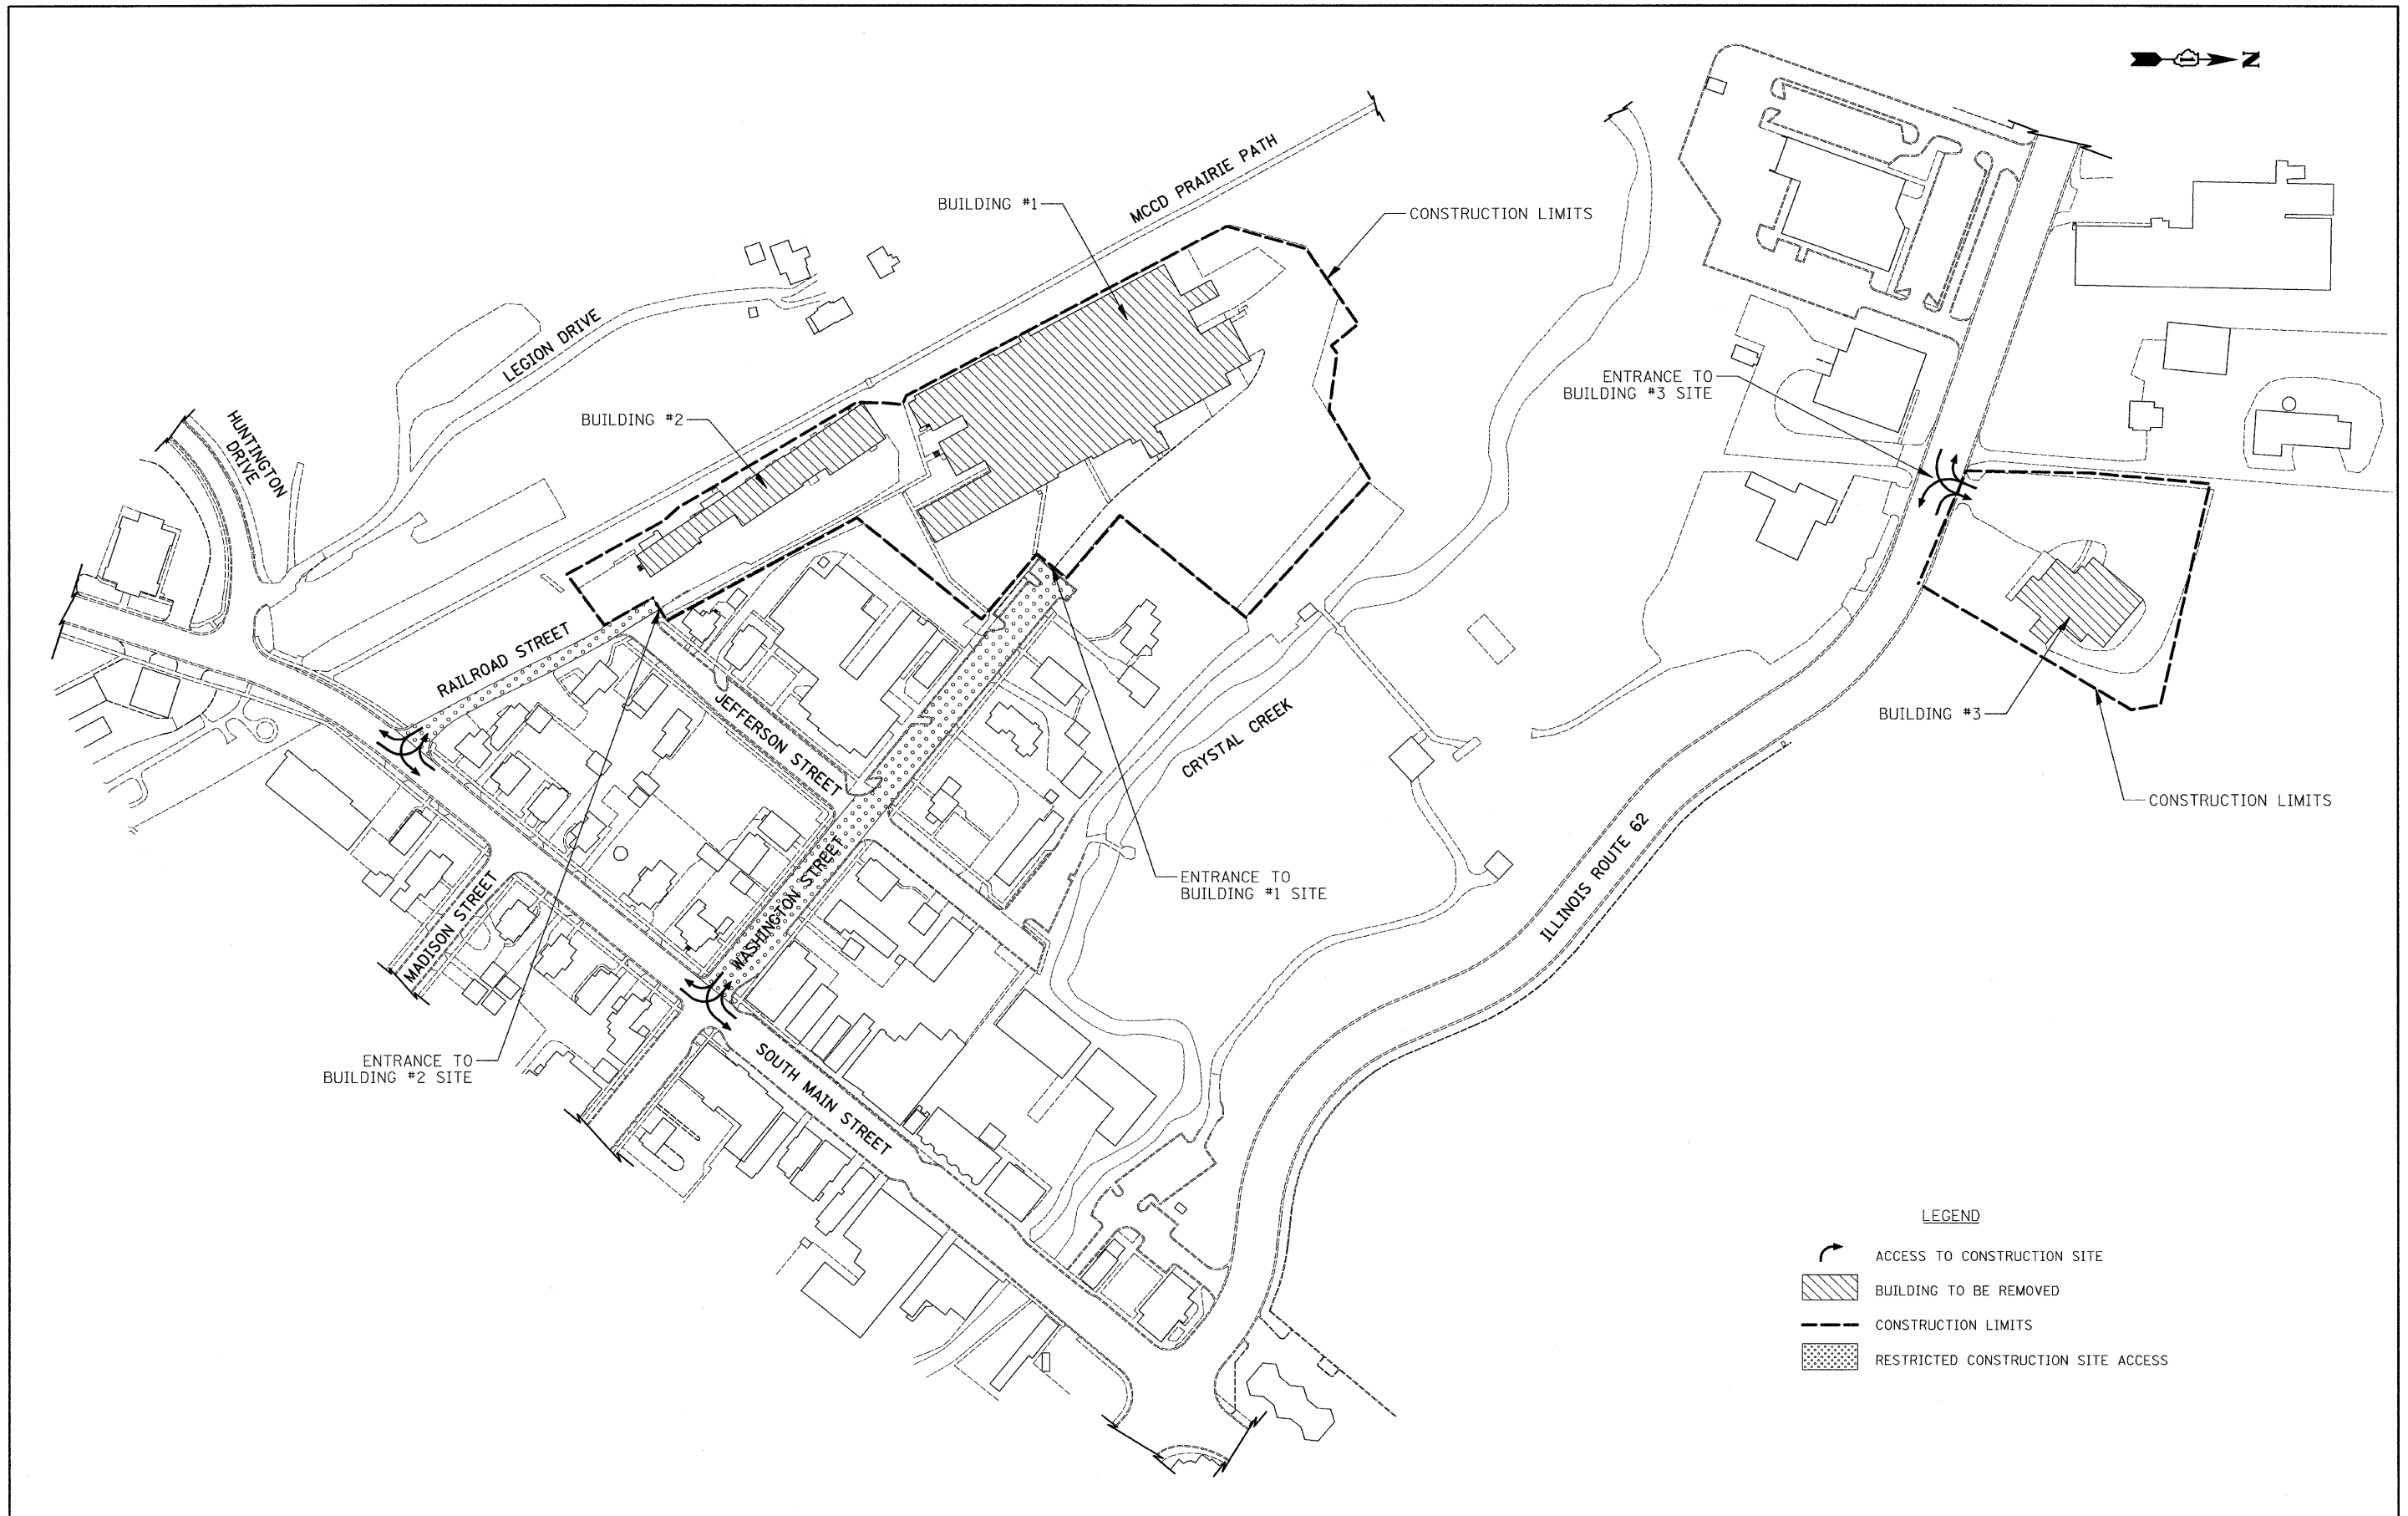 N
BUILDING #1
MCCD PRAIRIE PATH
CONSTRUCTION LIMITS
LEGION DRIVE
ENTRANCE TO
BUILDING #3 SITE
BUILDING #2
HUNTINGTON
DRIVE
RAILROAD STREET
JEFFERSON STREET
CRYSTAL CREEK
BUILDING #3
CONSTRUCTION LIMITS
WASHINGTON STREET
ENTRANCE TO
BUILDING #1 SITE
ILLINOIS ROUTE 62
MADISON STREET
ENTRANCE TO
BUILDING #2 SITE
SOUTH MAIN STREET
LEGEND
ACCESS TO CONSTRUCTION SITE
BUILDING TO BE REMOVED
CONSTRUCTION LIMITS
RESTRICTED CONSTRUCTION SITE ACCESS